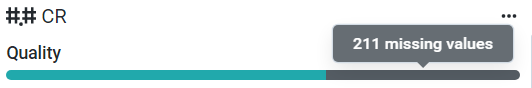 #.# CR
...
211 missing values
Quality